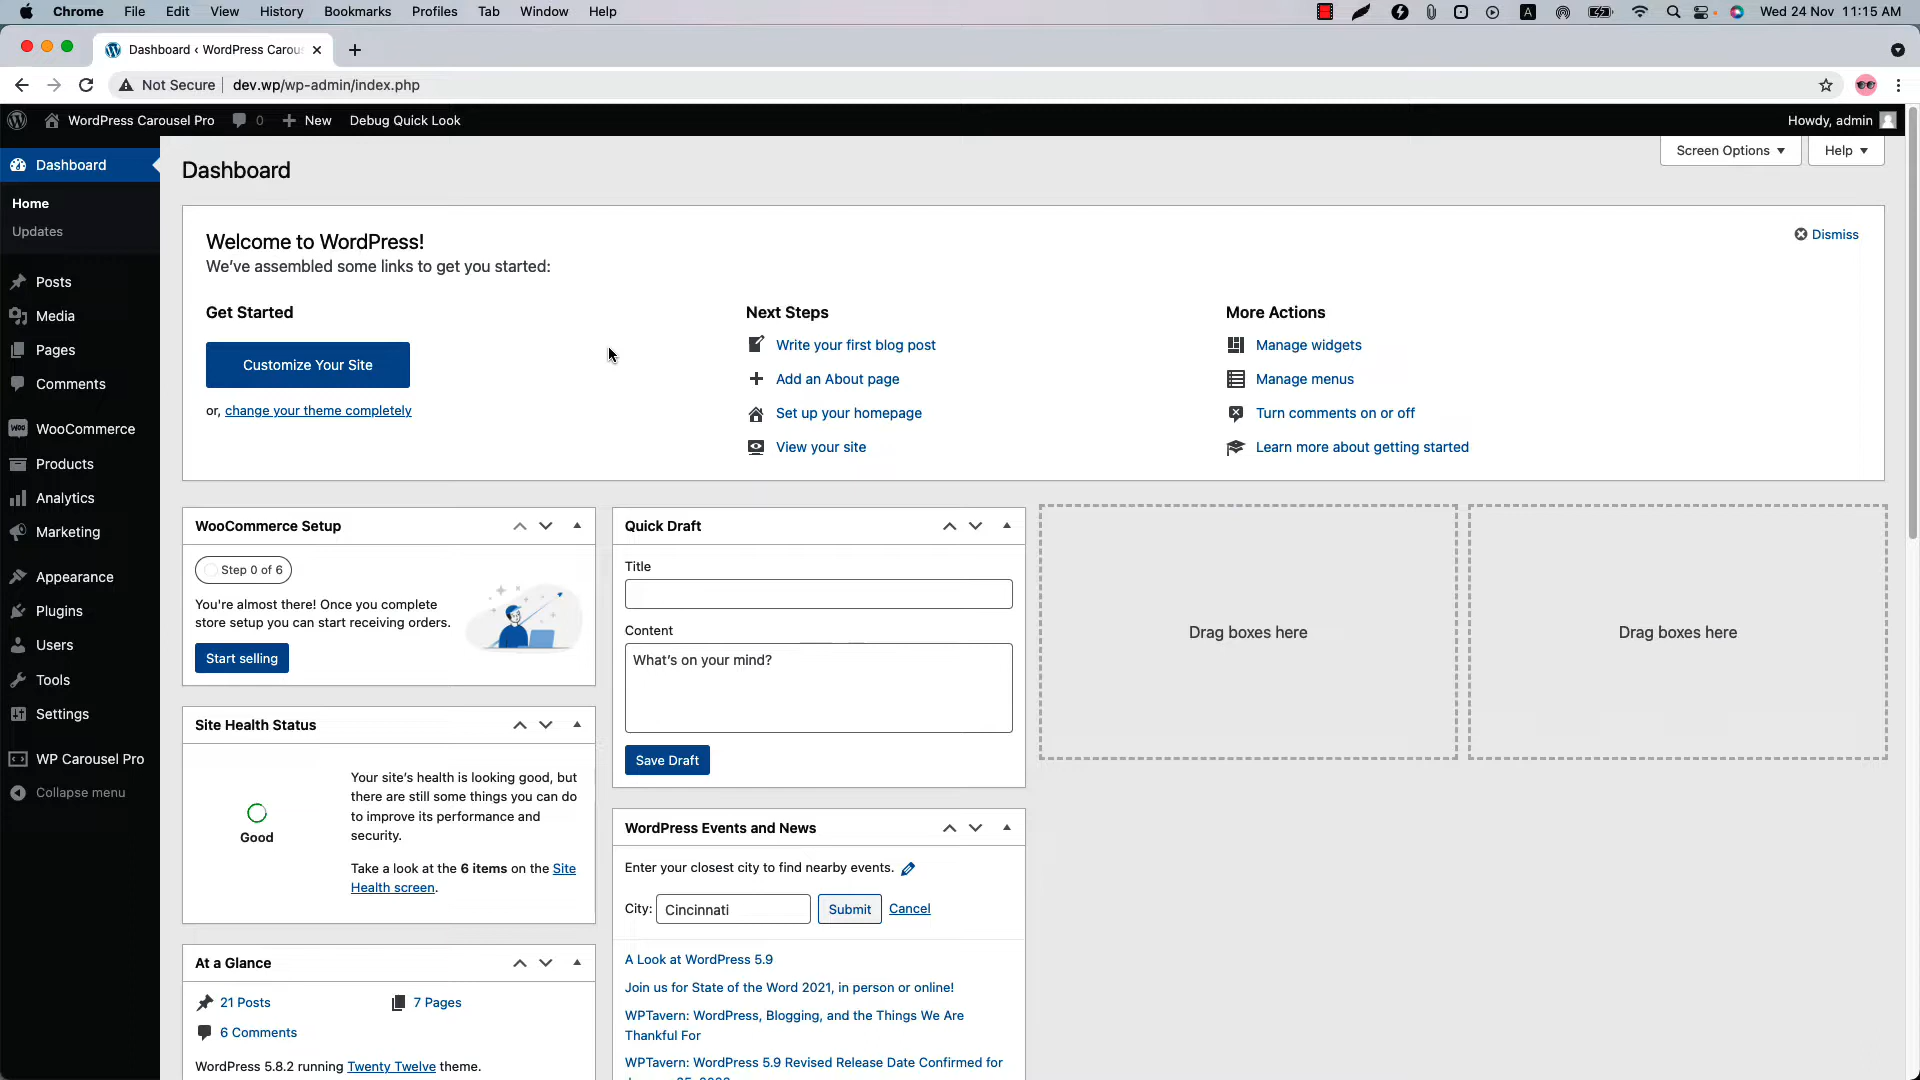 Chrome File Edit View History Bookmarks Profiles Tab Window Help
A Wed 24 Nov 11:15 AM
Dashboard ‹ WordPress Carou
Not Secure dev.wp/wp-admin/index.php
WordPress Carousel Pro 0 New Debug Quick Look
Howdy, admin
Dashboard
Home
Updates
Posts
Media
Pages
Comments
WooCommerce
Products
Analytics
Marketing
Appearance
Plugins
Users
Tools
Settings
WP Carousel Pro
Collapse menu
Dashboard
Screen Options
Help
Welcome to WordPress!
We've assembled some links to get you started:
Dismiss
Get Started
Customize Your Site
or, change your theme completely
Next Steps
Write your first blog post
Add an About page
Set up your homepage
View your site
More Actions
Manage widgets
Manage menus
Turn comments on or off
Learn more about getting started
WooCommerce Setup
Step 0 of 6
You're almost there! Once you complete
store setup you can start receiving orders.
Start selling
Site Health Status
Good
Your site's health is looking good, but
there are still some things you can do
to improve its performance and
security.
Take a look at the 6 items on the Site
Health screen.
At a Glance
21 Posts
7 Pages
6 Comments
WordPress 5.8.2 running Twenty Twelve theme.
Quick Draft
Title
Content
What's on your mind?
Save Draft
WordPress Events and News
Enter your closest city to find nearby events.
City: Cincinnati Submit Cancel
A Look at WordPress 5.9
Join us for State of the Word 2021, in person or online!
WPTavern: WordPress, Blogging, and the Things We Are
Thankful For
WPTavern: WordPress 5.9 Revised Release Date Confirmed for
Drag boxes here
Drag boxes here